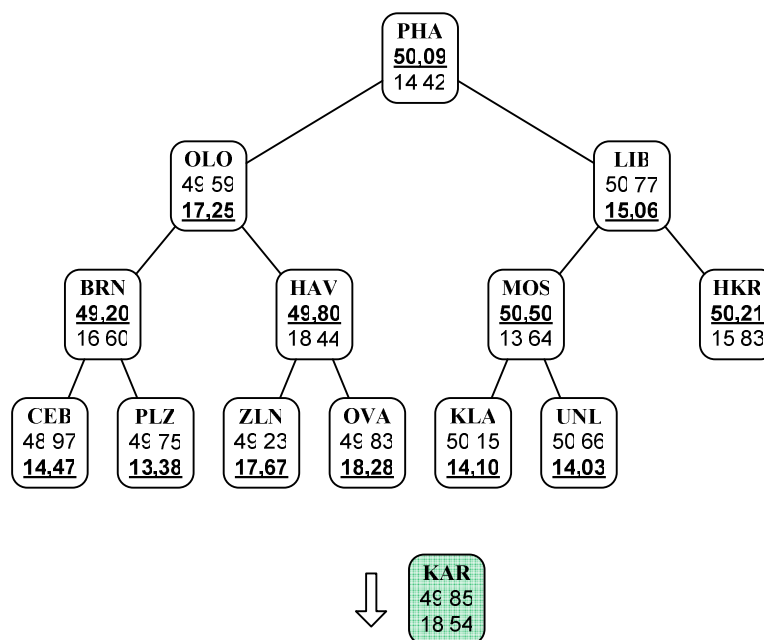 PHA
50,09
14 42
OLO
49 59
17,25
LIB
50 77
15,06
BRN
49,20
16 60
HAV
49,80
18 44
MOS
50,50
13 64
HKR
50,21
15 83
CEB
48 97
14,47
PLZ
49 75
13,38
ZLN
49 23
17,67
OVA
49 83
18,28
KLA
50 15
14,10
UNL
50 66
14,03
KAR
49 85
18 54